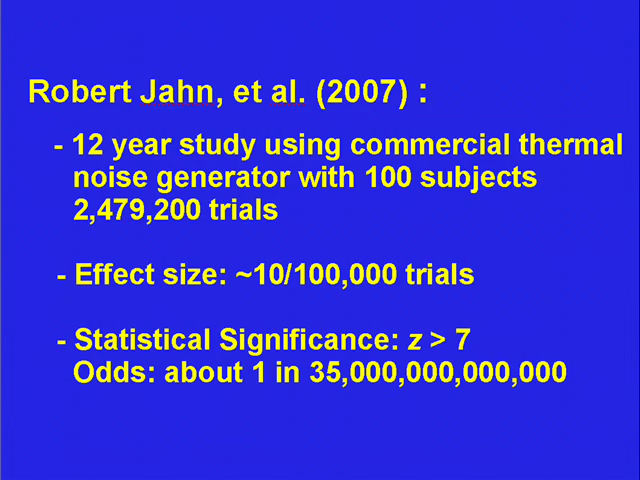 Robert Jahn, et al. (2007) :
- 12 year study using commercial thermal
noise generator with 100 subjects
2,479,200 trials
- Effect size: ~10/100,000 trials
- Statistical Significance: z > 7
Odds: about 1 in 35,000,000,000,000